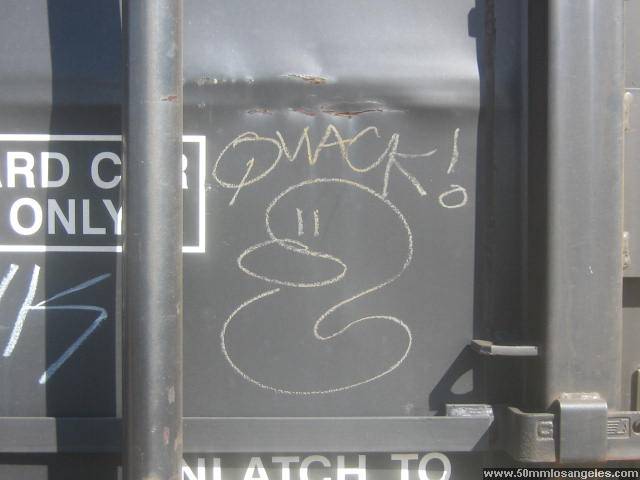 QUACK!
ARD C R
ONLY
NLATCH TO
www.50mmlosangeles.com